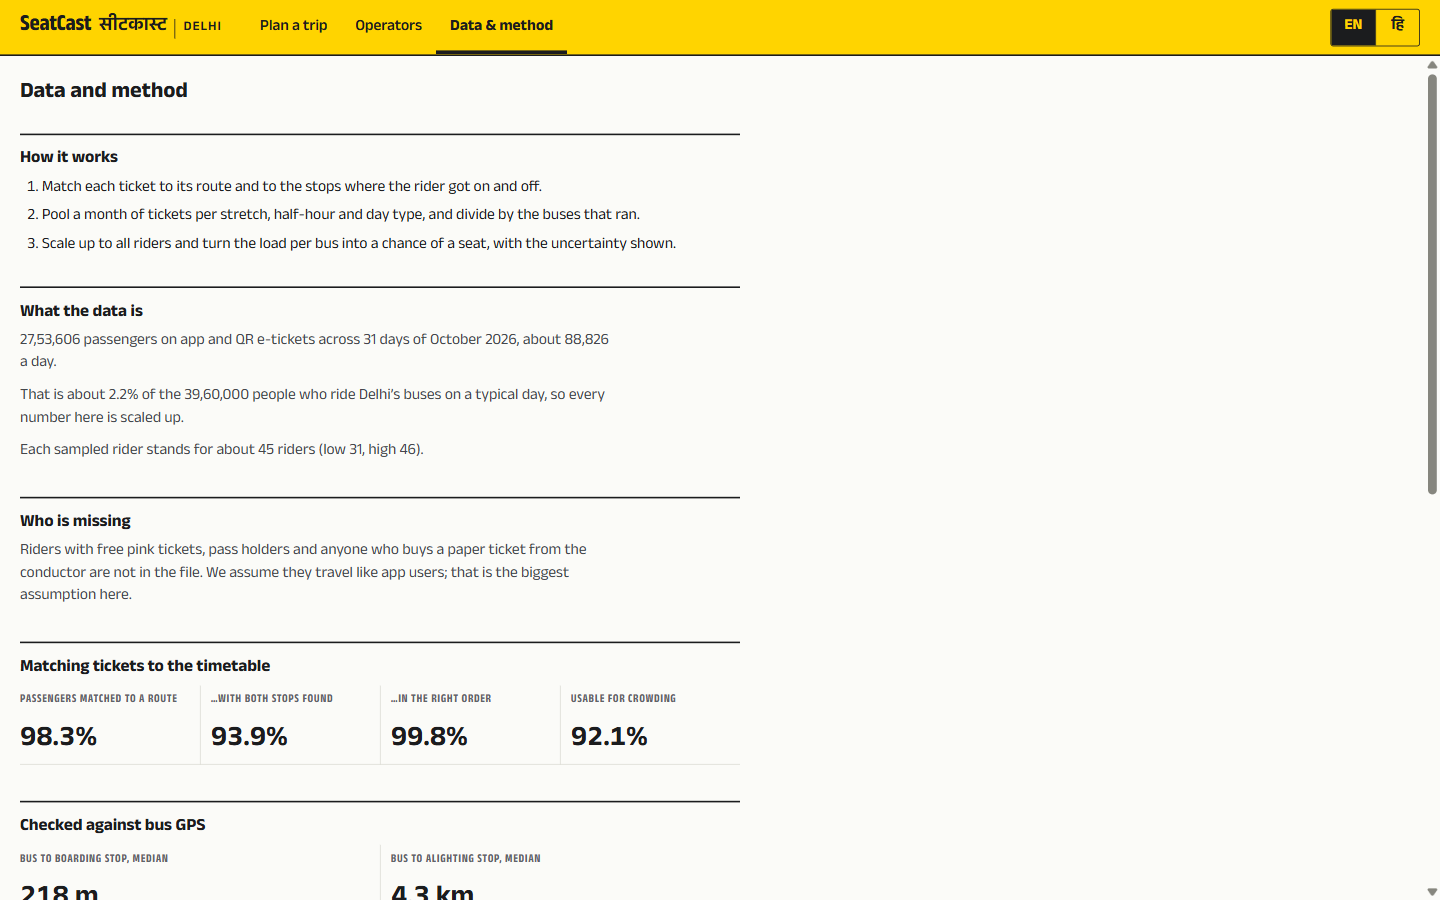 SeatCast सीटकास्ट | DELHI
Plan a trip
Operators
Data & method
EN
हि
Data and method
How it works
1. Match each ticket to its route and to the stops where the rider got on and off.
2. Pool a month of tickets per stretch, half-hour and day type, and divide by the buses that ran.
3. Scale up to all riders and turn the load per bus into a chance of a seat, with the uncertainty shown.
What the data is
27,53,606 passengers on app and QR e-tickets across 31 days of October 2026, about 88,826
a day.
That is about 2.2% of the 39,60,000 people who ride Delhi's buses on a typical day, so every
number here is scaled up.
Each sampled rider stands for about 45 riders (low 31, high 46).
Who is missing
Riders with free pink tickets, pass holders and anyone who buys a paper ticket from the
conductor are not in the file. We assume they travel like app users; that is the biggest
assumption here.
Matching tickets to the timetable
PASSENGERS MATCHED TO A ROUTE
98.3%
…WITH BOTH STOPS FOUND
93.9%
…IN THE RIGHT ORDER
99.8%
USABLE FOR CROWDING
92.1%
Checked against bus GPS
BUS TO BOARDING STOP, MEDIAN
218 m
BUS TO ALIGHTING STOP, MEDIAN
4.3 km